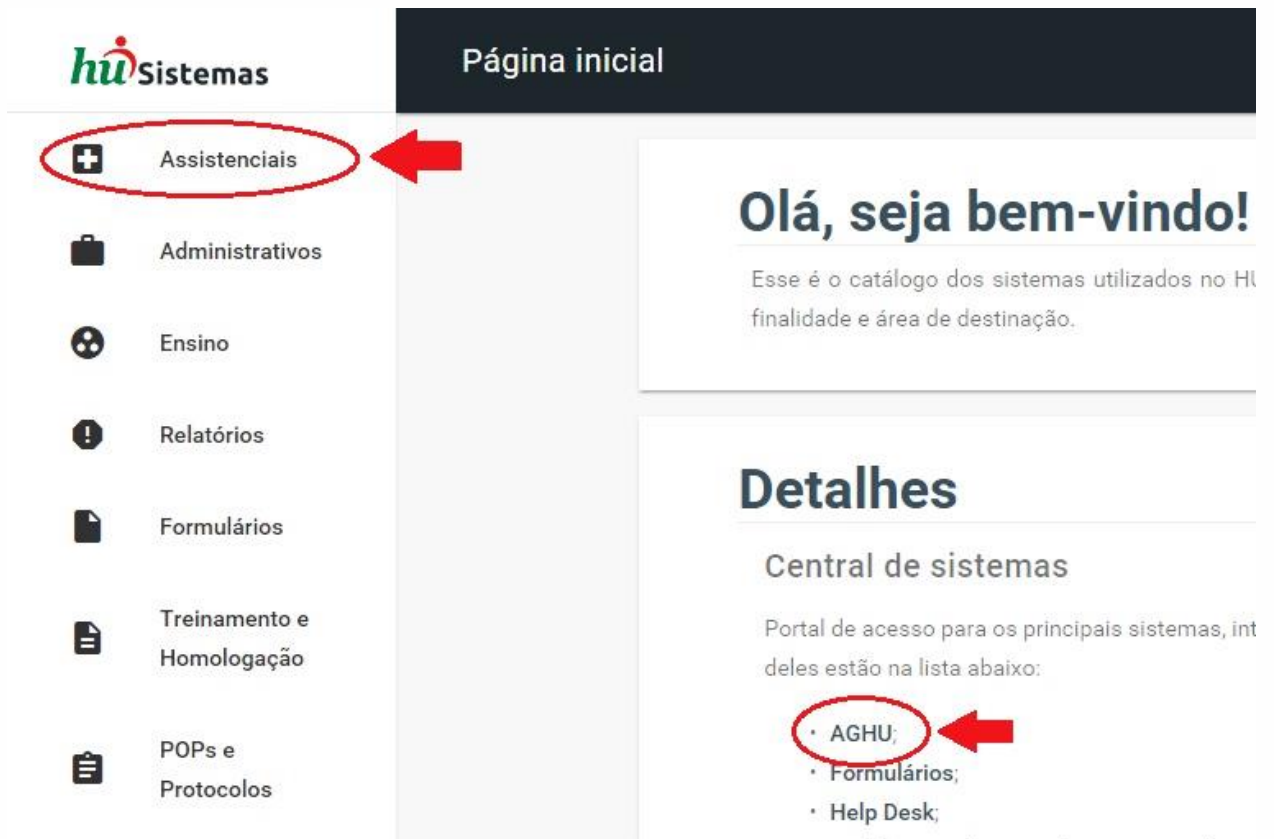 hu Sistemas
Página inicial
Assistenciais
Administrativos
Ensino
Relatórios
Formulários
Treinamento e
Homologação
POPs e
Protocolos
Olá, seja bem-vindo!
Esse é o catálogo dos sistemas utilizados no
finalidade e área de destinação.
Detalhes
Central de sistemas
Portal de acesso para os principais sistemas,
deles estão na lista abaixo:
· AGHU;
· Formulários;
· Help Desk;